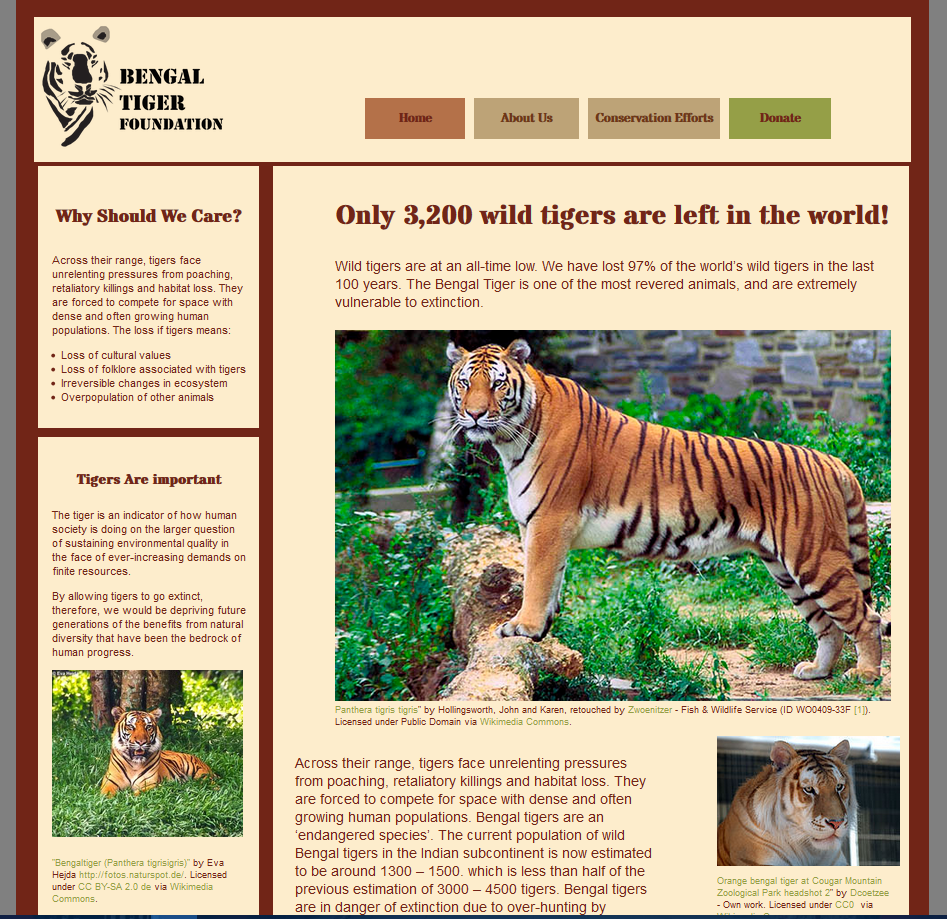 BENGAL
TIGER
FOUNDATION
Home
About Us
Conservation Efforts
Donate
Why Should We Care?
Across their range, tigers face
unrelenting pressures from poaching,
retaliatory killings and habitat loss. They
are forced to compete for space with
dense and often growing human
populations. The loss if tigers means:
• Loss of cultural values
• Loss of folklore associated with tigers
• Irreversible changes in ecosystem
• Overpopulation of other animals
Tigers Are important
The tiger is an indicator of how human
society is doing on the larger question
of sustaining environmental quality in
the face of ever-increasing demands on
finite resources.
By allowing tigers to go extinct,
therefore, we would be depriving future
generations of the benefits from natural
diversity that have been the bedrock of
human progress.
"Bengaltiger (Panthera tigrisigris)" by Eva
Hejda http://fotos.naturspot.de/. Licensed
under CC BY-SA 2.0 de via Wikimedia
Commons.
Only 3,200 wild tigers are left in the world!
Wild tigers are at an all-time low. We have lost 97% of the world's wild tigers in the last
100 years. The Bengal Tiger is one of the most revered animals, and are extremely
vulnerable to extinction.
Panthera tigris tigris" by Hollingsworth, John and Karen, retouched by Zwoenitzer - Fish & Wildlife Service (ID WO0409-33F [1]).
Licensed under Public Domain via Wikimedia Commons.
Across their range, tigers face unrelenting pressures
from poaching, retaliatory killings and habitat loss. They
are forced to compete for space with dense and often
growing human populations. Bengal tigers are an
'endangered species'. The current population of wild
Bengal tigers in the Indian subcontinent is now estimated
to be around 1300 – 1500. which is less than half of the
previous estimation of 3000 – 4500 tigers. Bengal tigers
are in danger of extinction due to over-hunting by
Orange bengal tiger at Cougar Mountain
Zoological Park headshot 2" by Dcoetzee
- Own work. Licensed under CC0 via